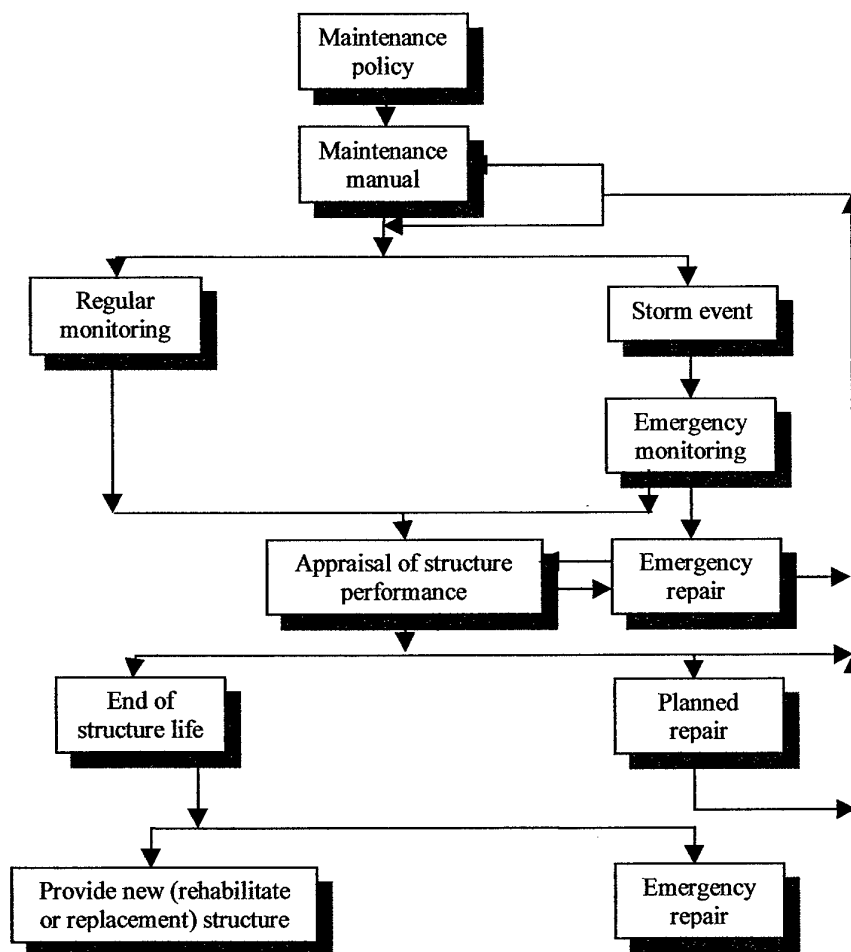 Maintenance
policy
Maintenance
manual
Regular
monitoring
Storm event
Emergency
monitoring
Appraisal of structure
performance
Emergency
repair
End of
structure life
Planned
repair
Provide new (rehabilitate
or replacement) structure
Emergency
repair